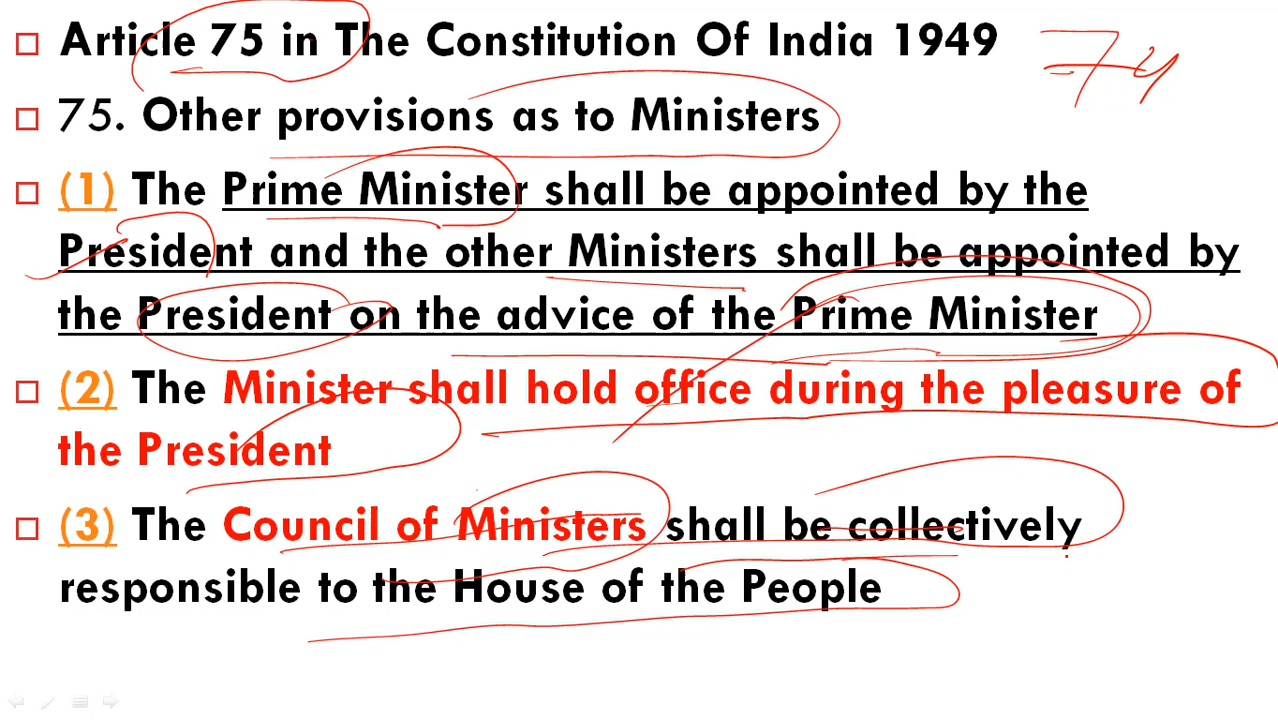 Article 75 in The Constitution Of India 1949 74
75. Other provisions as to Ministers
(1) The Prime Minister shall be appointed by the
President and the other Ministers shall be appointed by
the President on the advice of the Prime Minister
(2) The Minister shall hold office during the pleasure of
the President
(3) The Council of Ministers shall be collectively
responsible to the House of the People